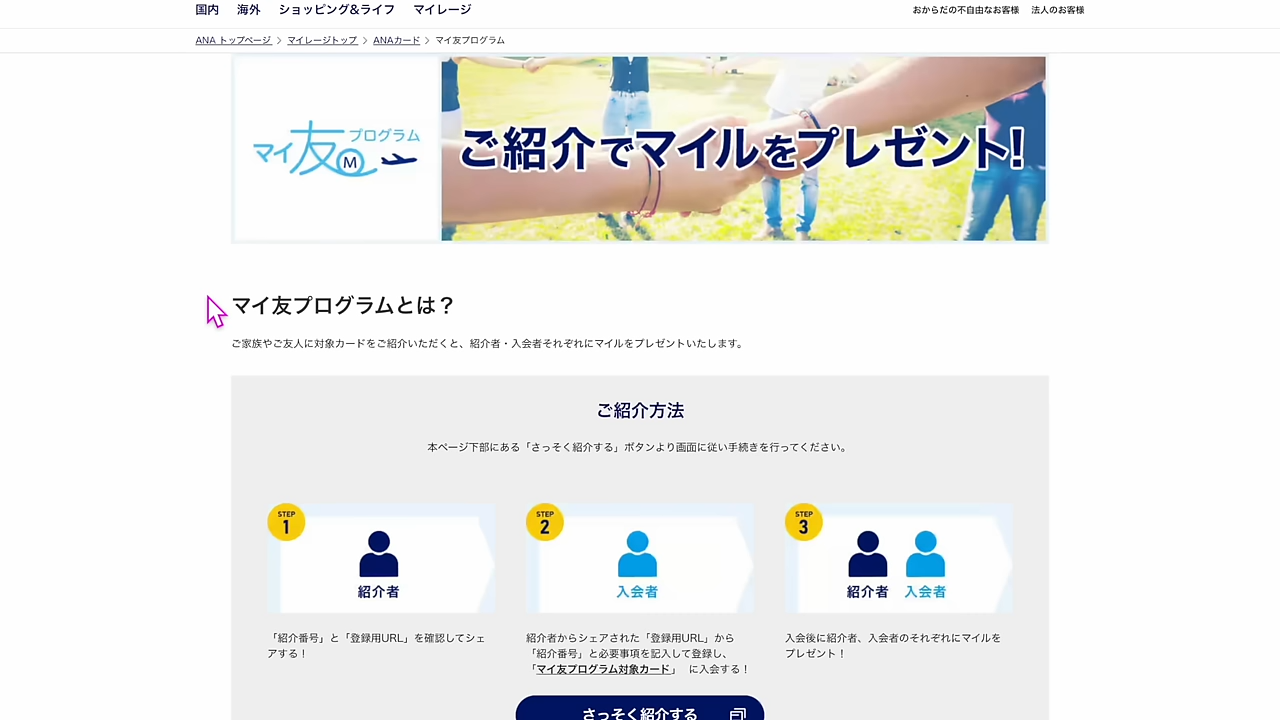 国内 海外 ショッピング&ライフ マイレージ おからだの不自由なお客様 法人のお客様
ANA トップページ マイレージトップ ANAカード マイ友プログラム
マイ友プログラム
M
ご紹介でマイルをプレゼント!
マイ友プログラムとは？
ご家族やご友人に対象カードをご紹介いただくと、紹介者・入会者それぞれにマイルをプレゼントいたします。
ご紹介方法
本ページ下部にある「さっそく紹介する」ボタンより画面に従い手続きを行ってください。
STEP
1
紹介者
「紹介番号」と「登録用URL」を確認してシェ
アする！
STEP
2
入会者
紹介者からシェアされた「登録用URL」から
「紹介番号」と必要事項を記入して登録し、
「マイ友プログラム対象カード」 に入会する！
STEP
3
紹介者 入会者
入会後に紹介者、入会者のそれぞれにマイルを
プレゼント！
さっそく紹介する